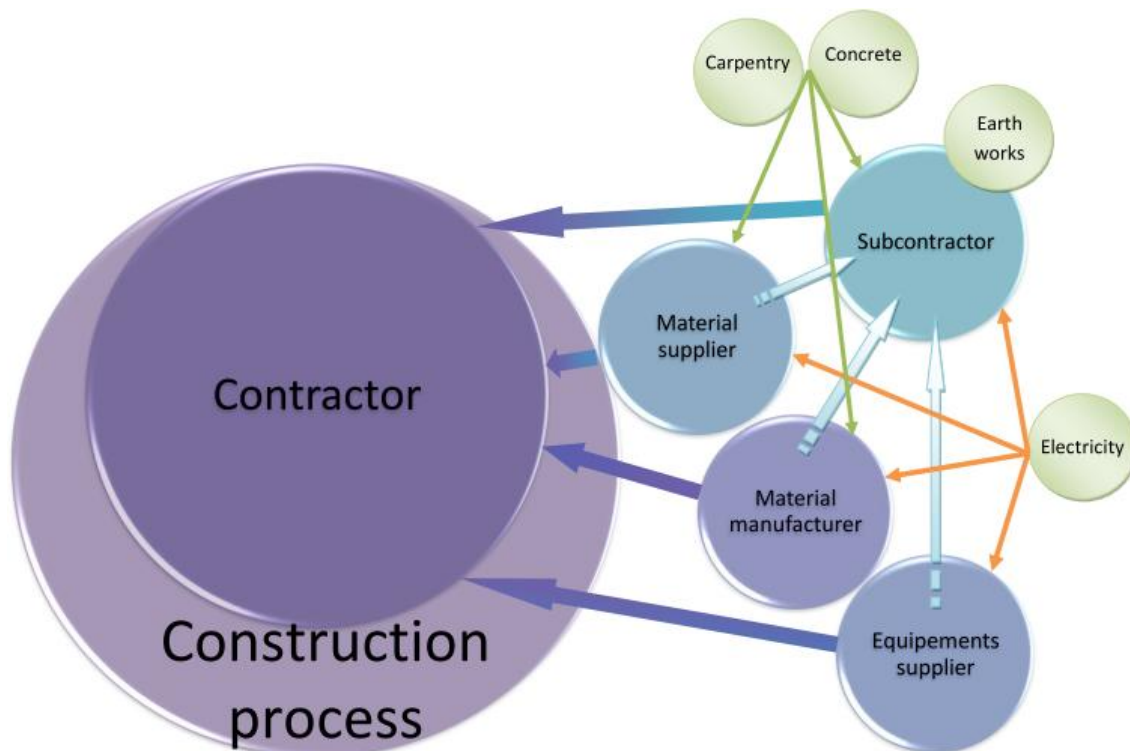 Carpentry
Concrete
Earth
works
Subcontractor
Material
supplier
Contractor
Electricity
Material
manufacturer
Equipements
supplier
Construction
process